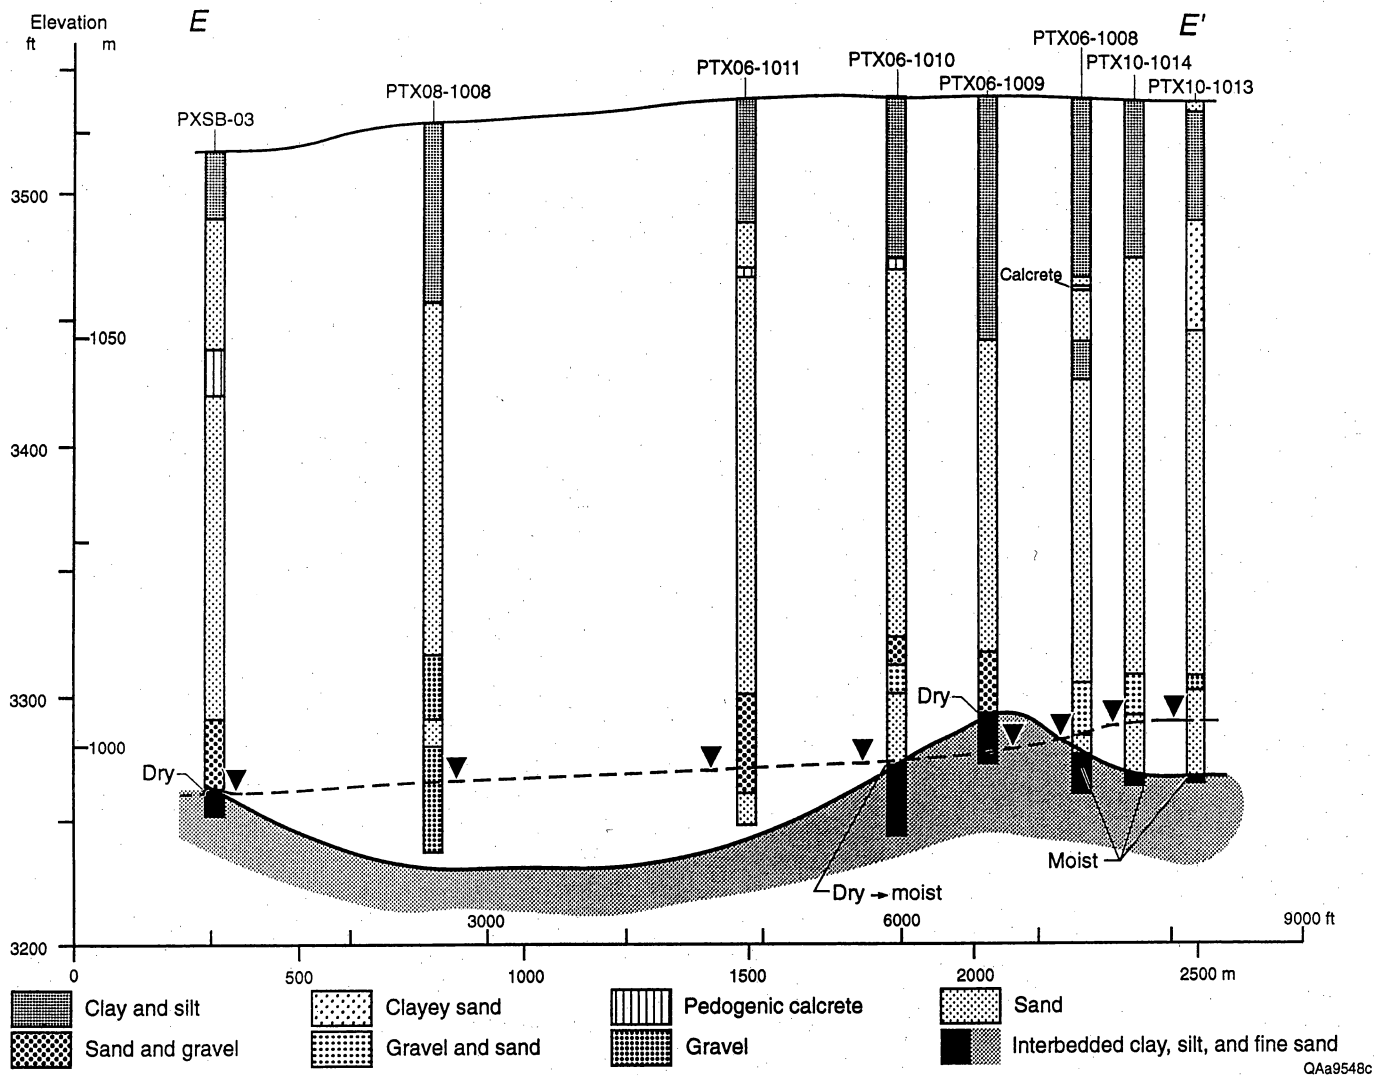 Elevation
ft m
E
E'
PXSB-03
PTX08-1008
PTX06-1011
PTX06-1010
PTX06-1009
PTX06-1008
PTX10-1014
PTX10-1013
3500
1050
Calcrete
3400
3300
1000
Dry
Dry
Moist
Dry → moist
3200
3000 6000 9000 ft
0 500 1000 1500 2000 2500 m
Clay and silt
Clayey sand
Pedogenic calcrete
Sand
Sand and gravel
Gravel and sand
Gravel
Interbedded clay, silt, and fine sand
QAa9548c